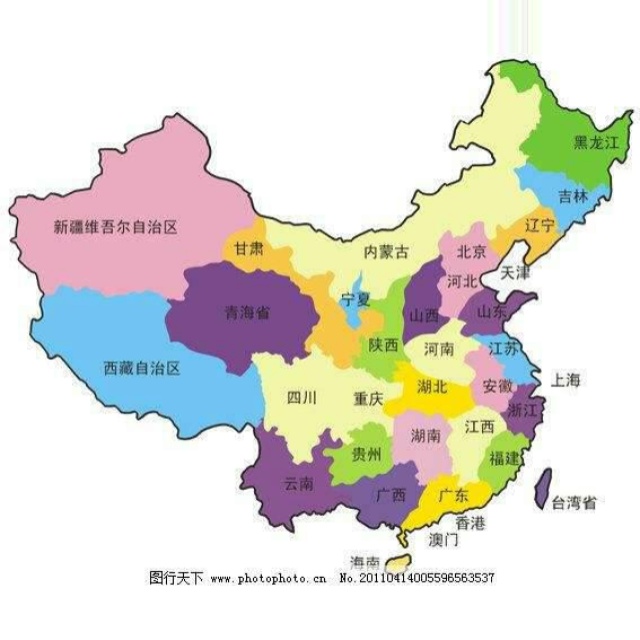 黑龙江
吉林
辽宁
新疆维吾尔自治区
甘肃
内蒙古
北京
天津
河北
宁夏
青海省
山西
山东
陕西
河南
江苏
西藏自治区
上海
四川
重庆
湖北
安徽
浙江
湖南
江西
贵州
福建
云南
广西
广东
台湾省
香港
澳门
海南
图行天下 www.photophoto.cn No.20110414005596563537